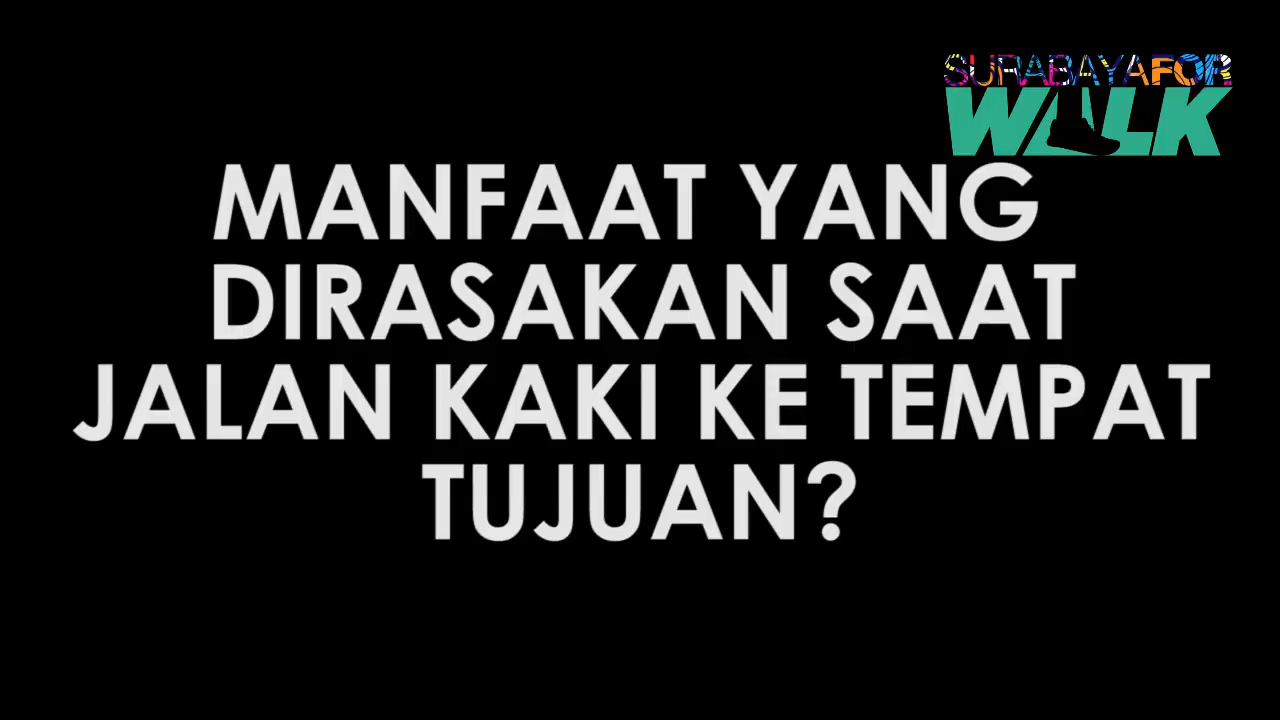 SURABAYAFOR
WALK
MANFAAT YANG
DIRASAKAN SAAT
JALAN KAKI KE TEMPAT
TUJUAN?